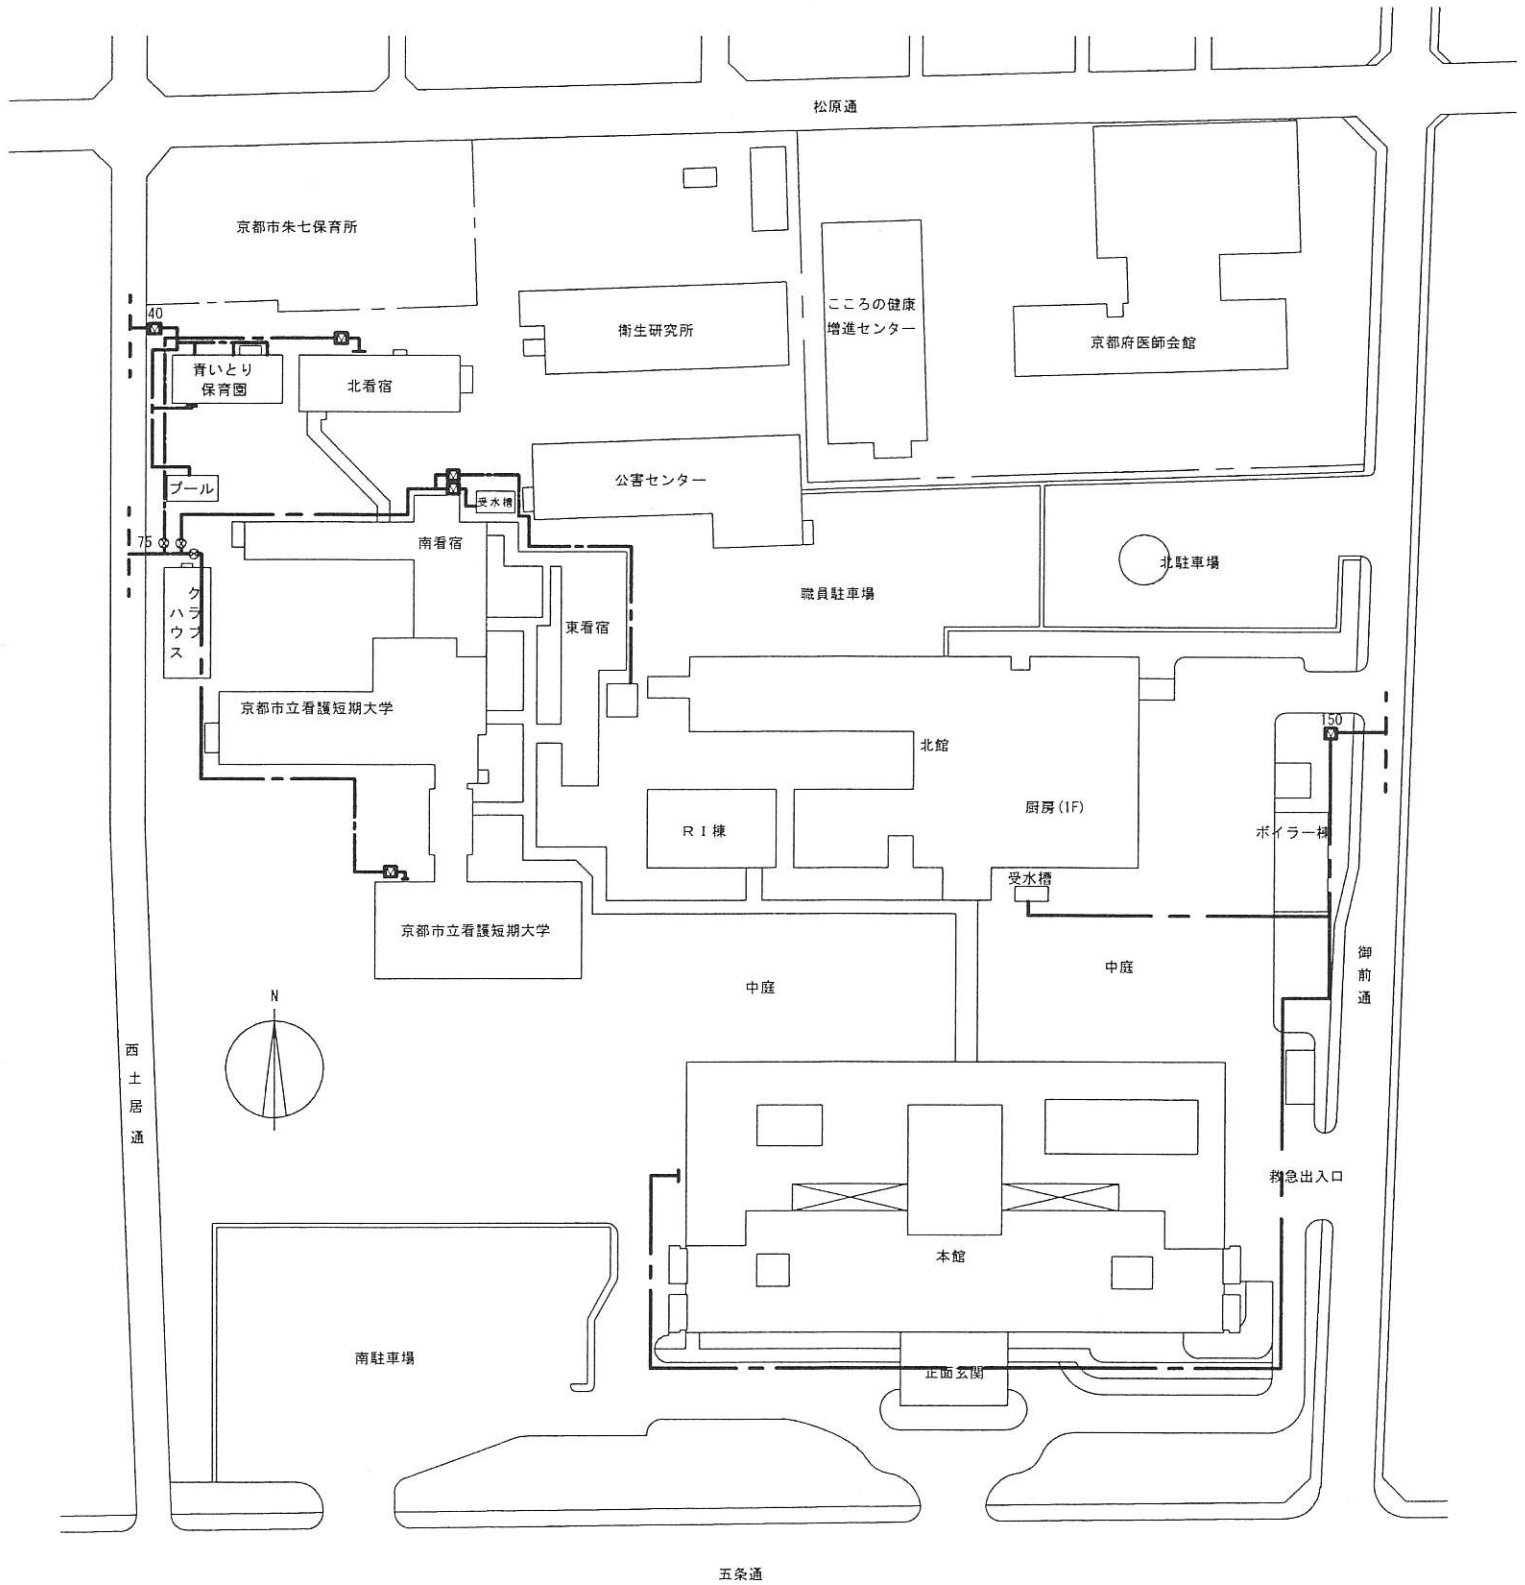 松原通
京都市朱七保育所
こころの健康
増進センター
40
衛生研究所
京都府医師会館
青いとり
保育園
北看宿
公害センター
プール
受水槽
75
南看宿
北駐車場
クラブ
ハウス
職員駐車場
東看宿
京都市立看護短期大学
150
北館
厨房(1F)
RI棟
ボイラー棟
受水槽
京都市立看護短期大学
御前通
中庭
中庭
N
西土居通
救急出入口
本館
南駐車場
正面玄関
五条通